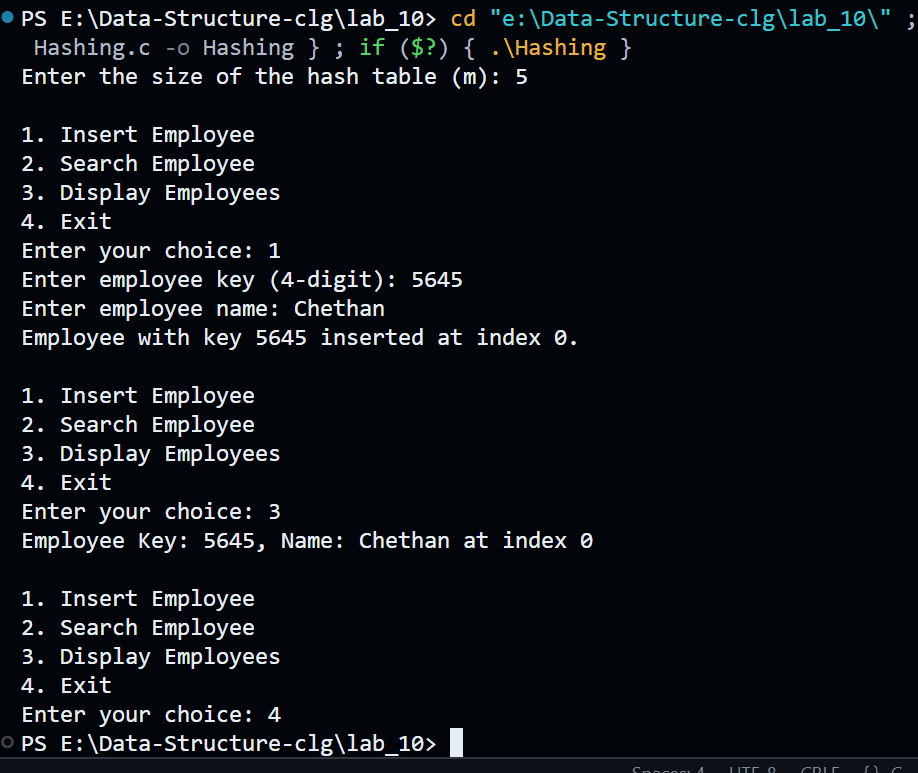 PS E:\Data-Structure-clg\lab_10> cd "e:\Data-Structure-clg\lab_10\" ;
Hashing.c -o Hashing } ; if ($?) { .\Hashing }
Enter the size of the hash table (m): 5
1. Insert Employee
2. Search Employee
3. Display Employees
4. Exit
Enter your choice: 1
Enter employee key (4-digit): 5645
Enter employee name: Chethan
Employee with key 5645 inserted at index 0.
1. Insert Employee
2. Search Employee
3. Display Employees
4. Exit
Enter your choice: 3
Employee Key: 5645, Name: Chethan at index 0
1. Insert Employee
2. Search Employee
3. Display Employees
4. Exit
Enter your choice: 4
PS E:\Data-Structure-clg\lab_10>